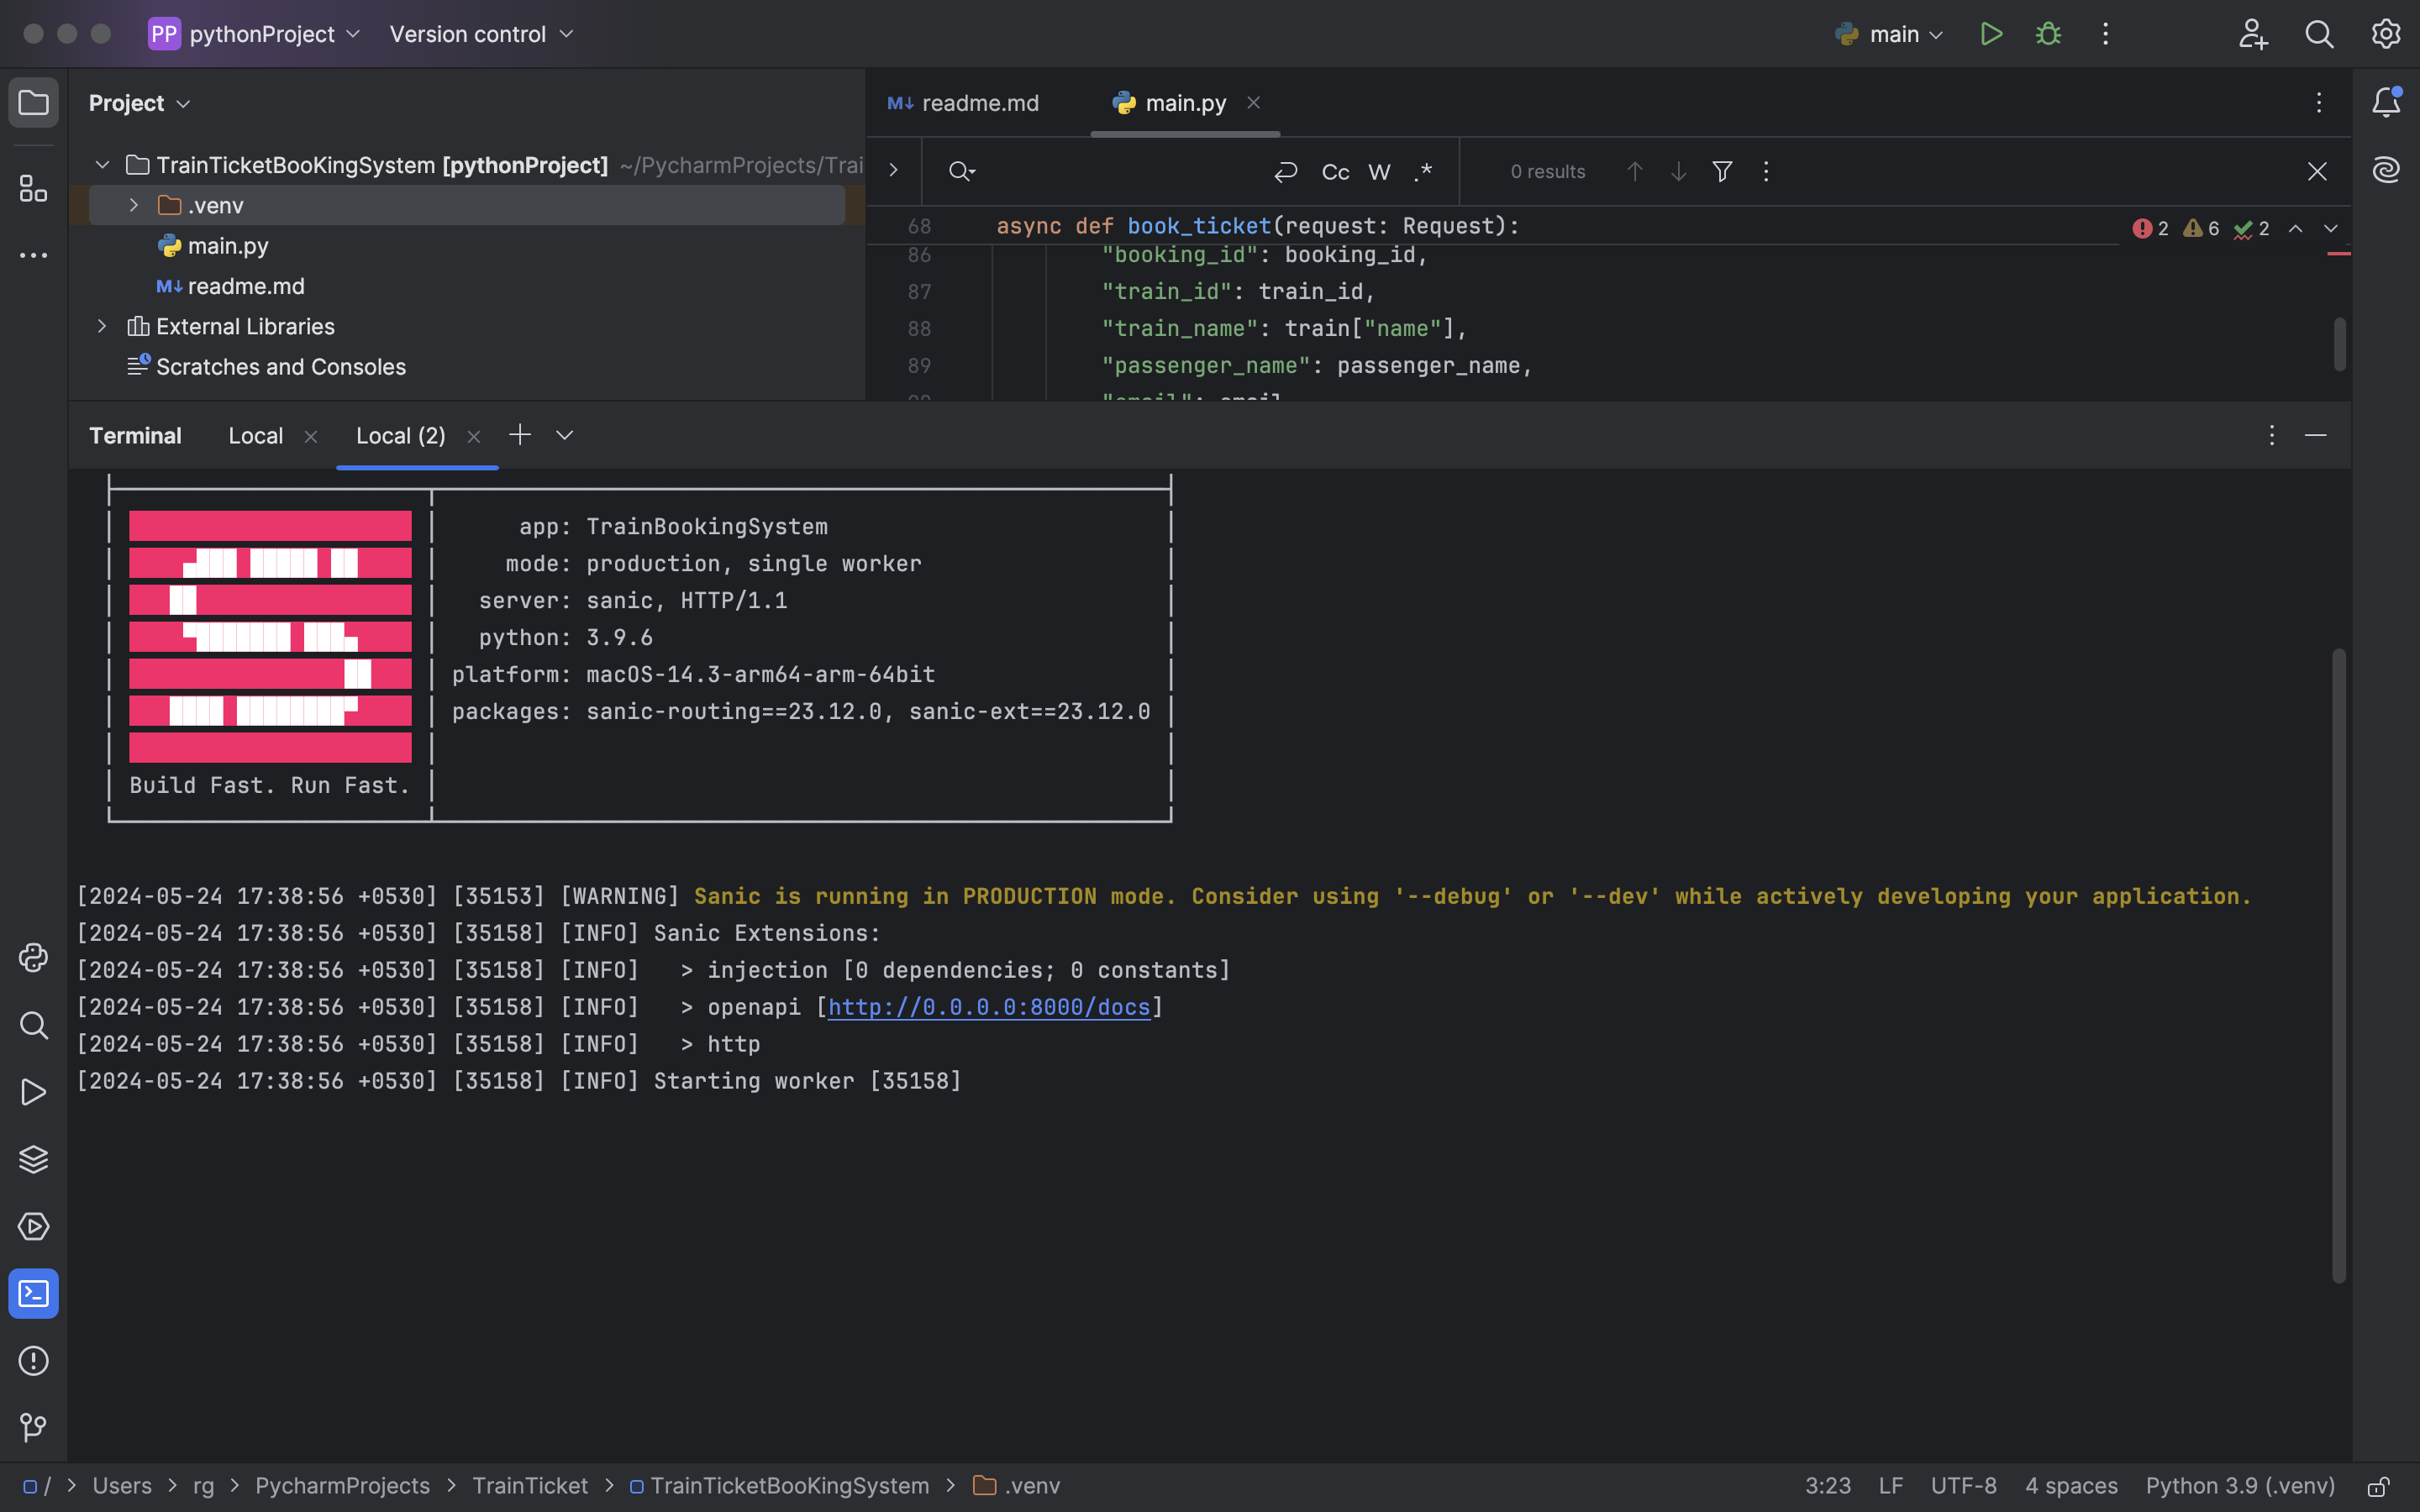 PP pythonProject Version control main
Project
readme.md main.py
TrainTicketBooKingSystem [pythonProject] ~/PycharmProjects/Trai
.venv
main.py
readme.md
External Libraries
Scratches and Consoles
Cc W .* 0 results
68 async def book_ticket(request: Request): 2 6 2
86 "booking_id": booking_id,
87 "train_id": train_id,
88 "train_name": train["name"],
89 "passenger_name": passenger_name,
90 "email": email
Terminal Local Local (2)
app: TrainBookingSystem
mode: production, single worker
server: sanic, HTTP/1.1
python: 3.9.6
platform: macOS-14.3-arm64-arm-64bit
packages: sanic-routing==23.12.0, sanic-ext==23.12.0
Build Fast. Run Fast.
[2024-05-24 17:38:56 +0530] [35153] [WARNING] Sanic is running in PRODUCTION mode. Consider using '--debug' or '--dev' while actively developing your application.
[2024-05-24 17:38:56 +0530] [35158] [INFO] Sanic Extensions:
[2024-05-24 17:38:56 +0530] [35158] [INFO] > injection [0 dependencies; 0 constants]
[2024-05-24 17:38:56 +0530] [35158] [INFO] > openapi [http://0.0.0.0:8000/docs]
[2024-05-24 17:38:56 +0530] [35158] [INFO] > http
[2024-05-24 17:38:56 +0530] [35158] [INFO] Starting worker [35158]
/ > Users > rg > PycharmProjects > TrainTicket > TrainTicketBooKingSystem > .venv 3:23 LF UTF-8 4 spaces Python 3.9 (.venv)